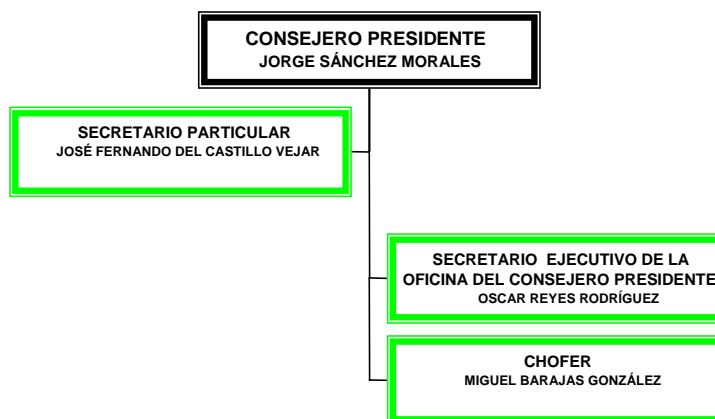 CONSEJERO PRESIDENTE
JORGE SÁNCHEZ MORALES
SECRETARIO PARTICULAR
JOSÉ FERNANDO DEL CASTILLO VEJAR
SECRETARIO EJECUTIVO DE LA
OFICINA DEL CONSEJERO PRESIDENTE
OSCAR REYES RODRÍGUEZ
CHOFER
MIGUEL BARAJAS GONZÁLEZ